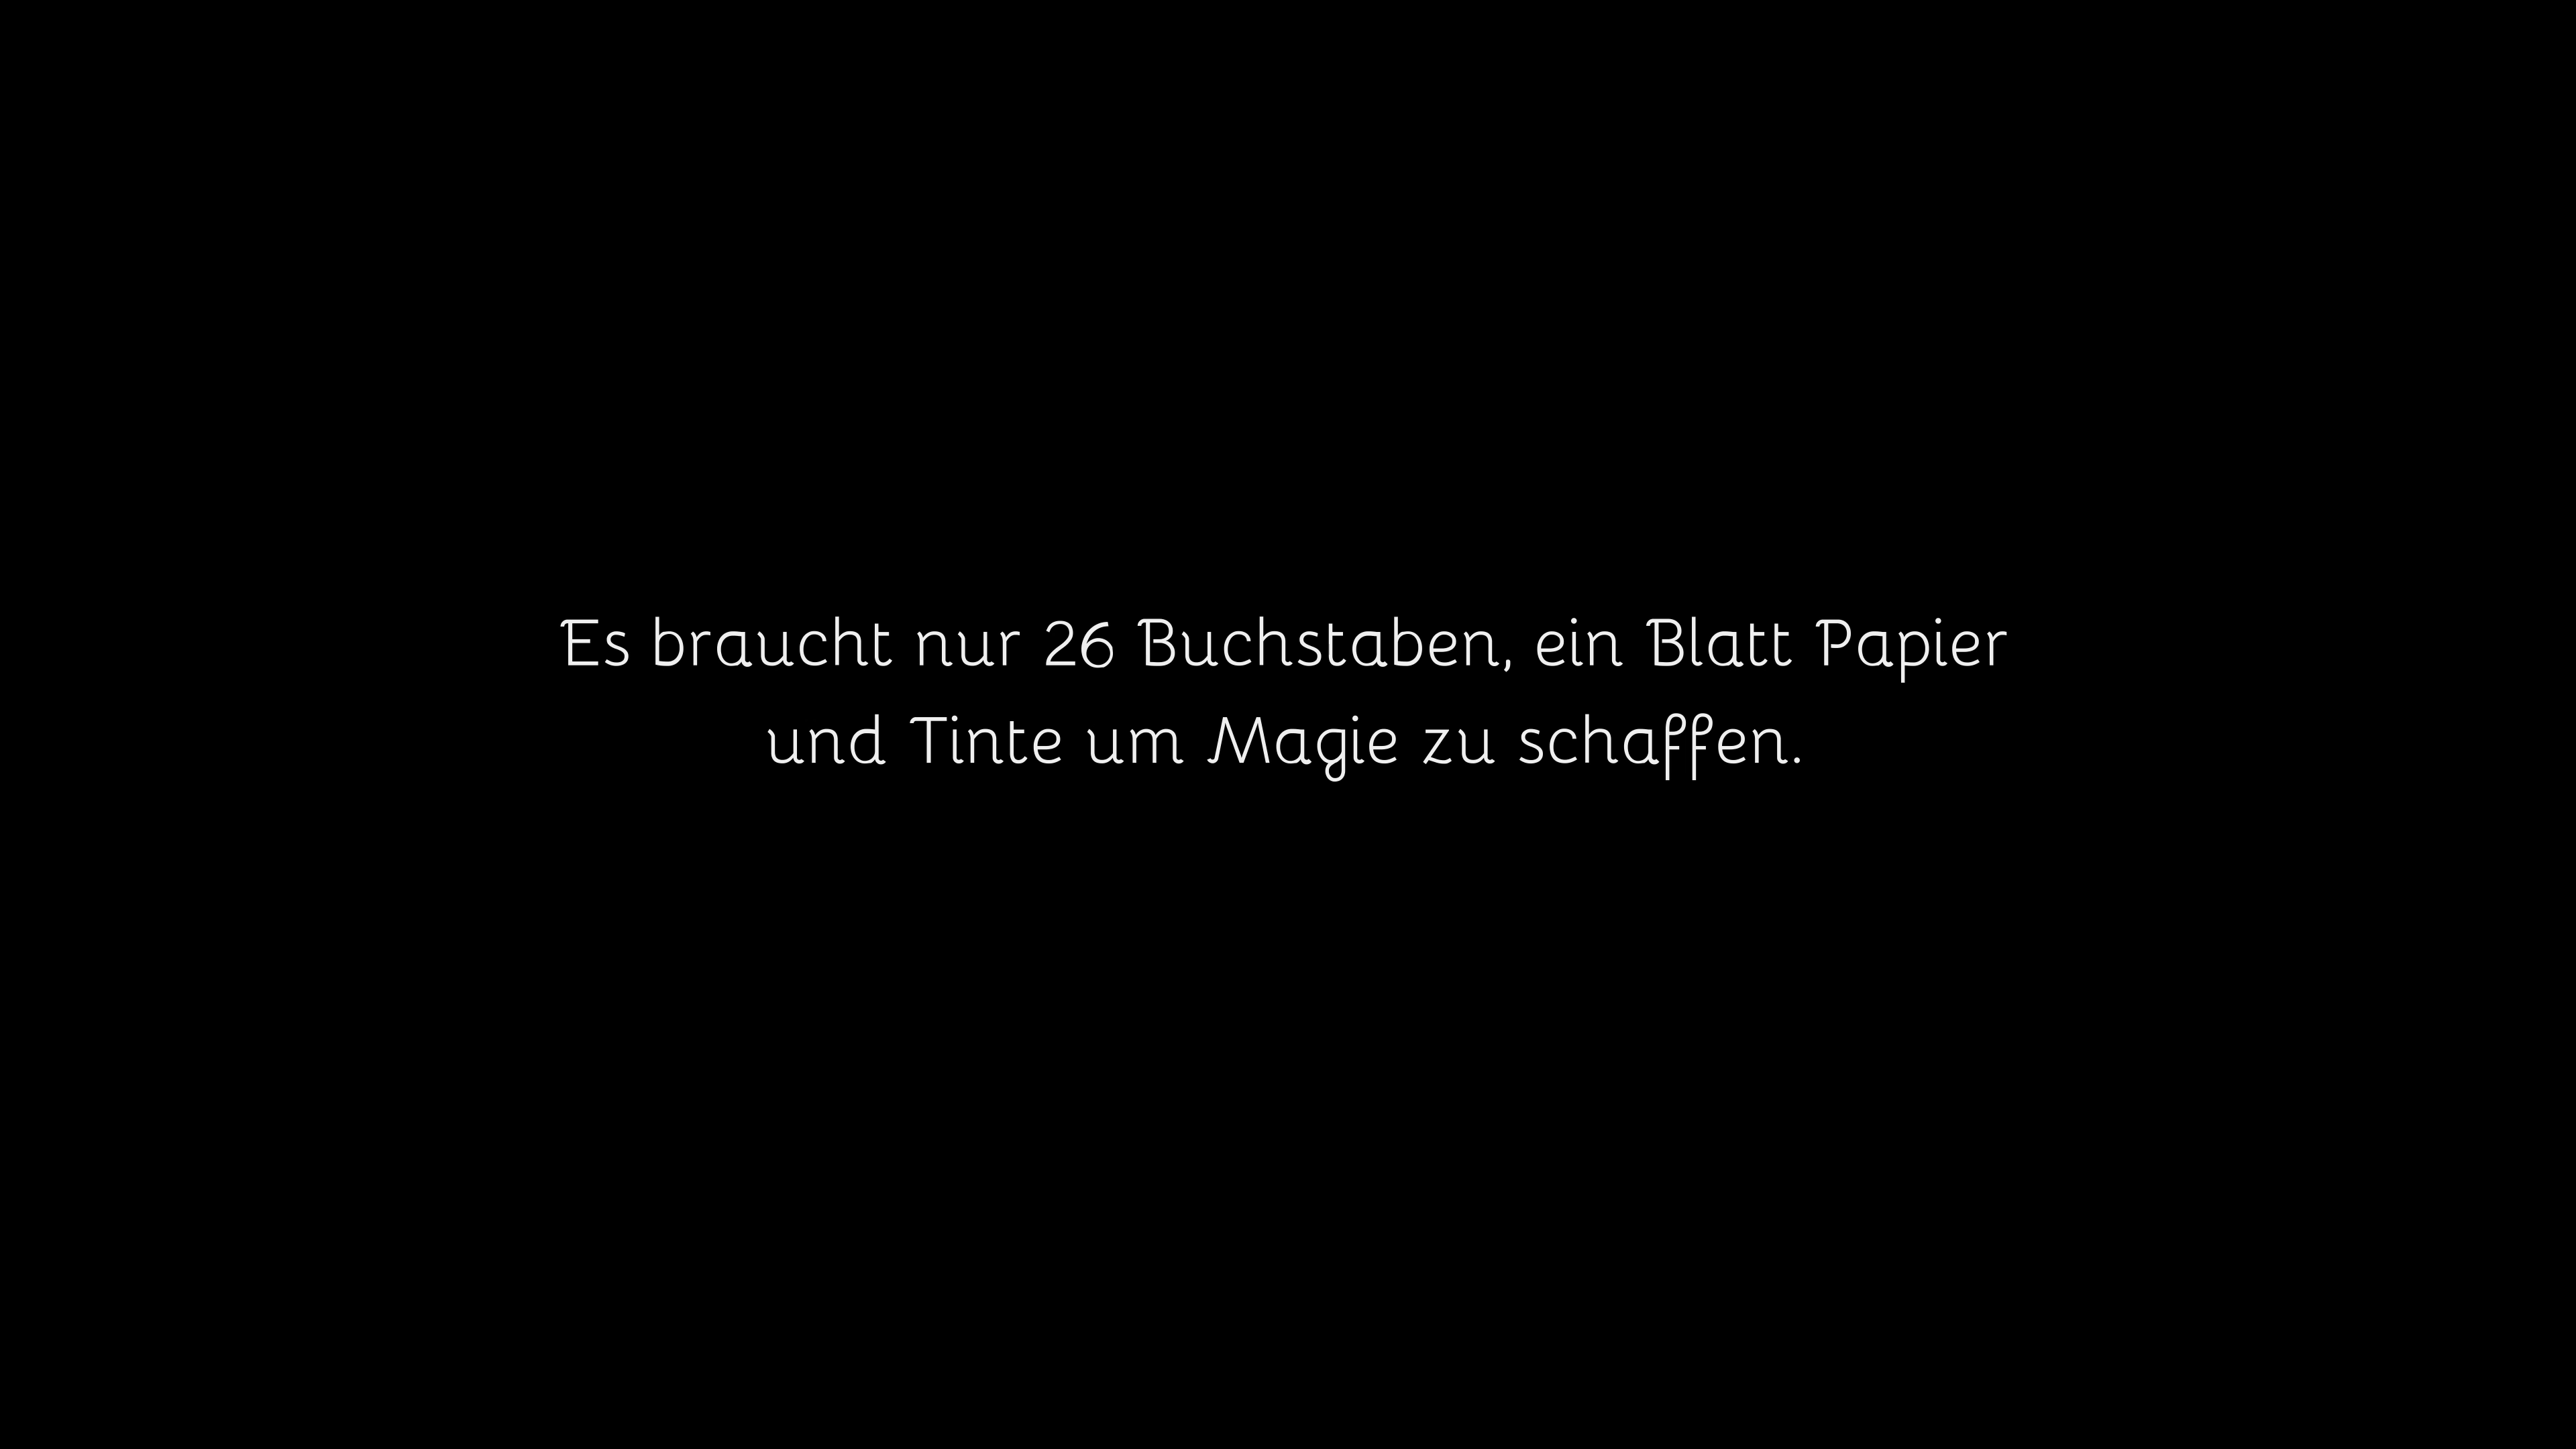 Es braucht nur 26 Buchstaben, ein Blatt Papier
und Tinte um Magie zu schaffen.